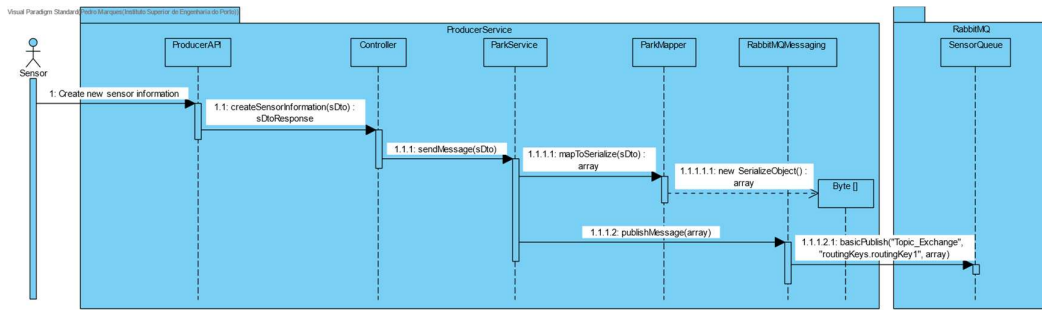 Visual Paradigm Standard(Pedro Marques(Instituto Superior de Engenharia do Porto))
ProducerService
RabbitMQ
ProducerAPI
Controller
ParkService
ParkMapper
RabbitMQMessaging
SensorQueue
Sensor
1: Create new sensor information
1.1: createSensorInformation(sDto) :
sDtoResponse
1.1.1: sendMessage(sDto)
1.1.1.1: mapToSerialize(sDto) :
array
1.1.1.1.1: new SerializeObject() :
array
Byte []
1.1.1.2: publishMessage(array)
1.1.1.2.1: basicPublish("Topic_Exchange",
"routingKeys.routingKey1", array)